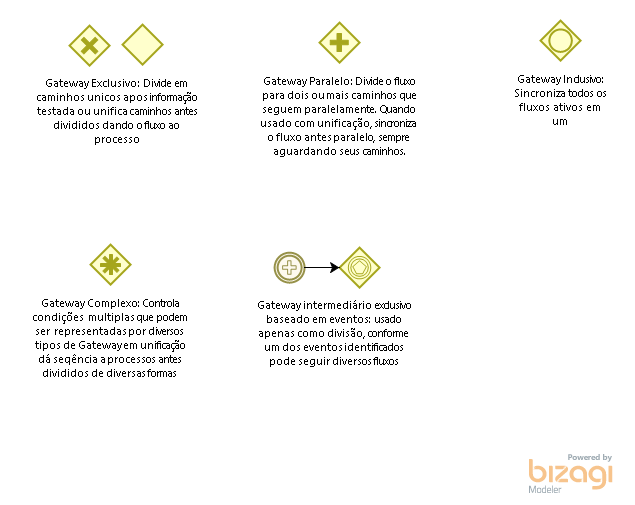 Gateway Exclusivo: Divide em
caminhos unicos apos informação
testada ou unifica caminhos antes
divididos dando o fluxo ao
processo
Gateway Paralelo: Divide o fluxo
para dois ou mais caminhos que
seguem paralelamente. Quando
usado com unificação, sincroniza
o fluxo antes paralelo, sempre
aguardando seus caminhos.
Gateway Inclusivo:
Sincroniza todos os
fluxos ativos em
um
Gateway Complexo: Controla
condições multiplas que podem
ser representadas por diversos
tipos de Gateway em unificação
dá seqência a processos antes
divididos de diversas formas
Gateway intermediário exclusivo
baseado em eventos: usado
apenas como divisão, conforme
um dos eventos identificados
pode seguir diversos fluxos
Powered by
bizagi
Modeler